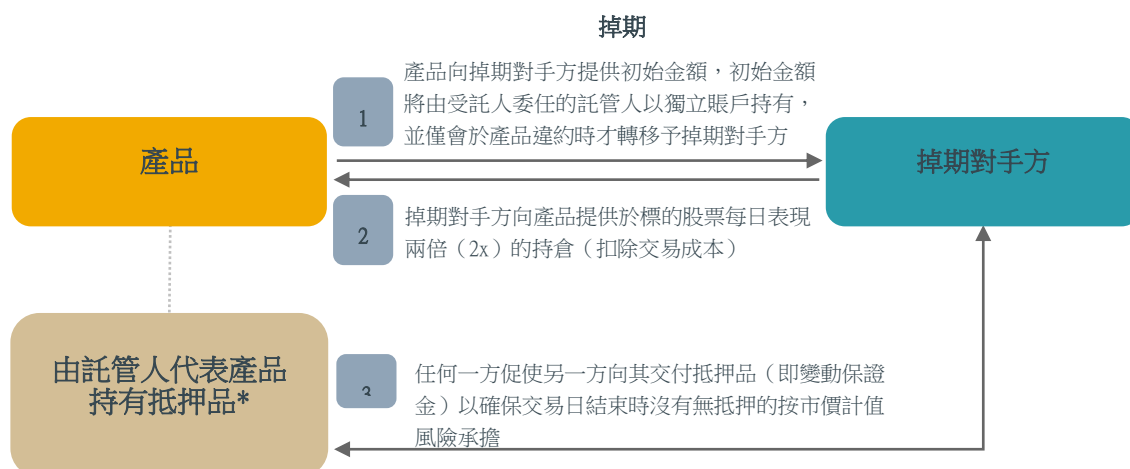 掉期
產品向掉期對手方提供初始金額，初始金額
將由受託人委任的託管人以獨立賬戶持有，
並僅會於產品違約時才轉移予掉期對手方
1
產品
掉期對手方
2
掉期對手方向產品提供於標的股票每日表現
兩倍（2x）的持倉（扣除交易成本）
由託管人代表產品
持有抵押品*
3
任何一方促使另一方向其交付抵押品（即變動保證
金）以確保交易日結束時沒有無抵押的按市價計值
風險承擔